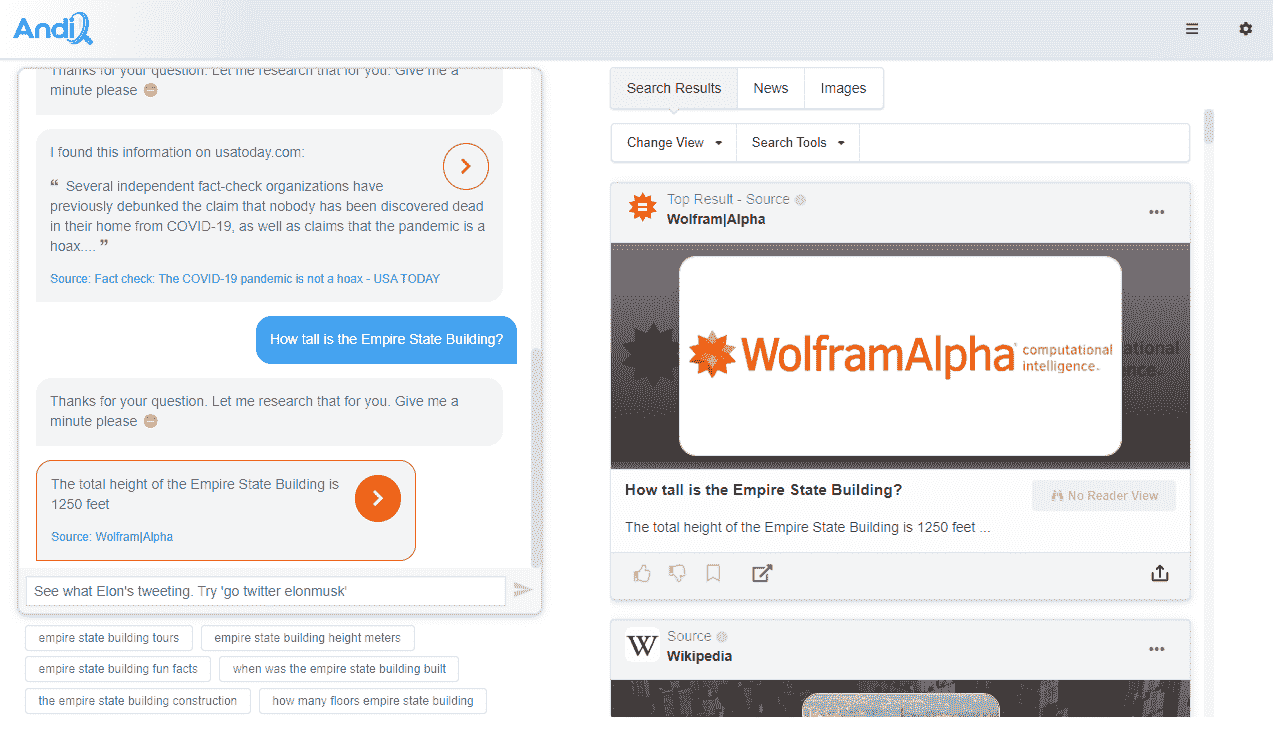 Andi
Thanks for your question. Let me research that for you. Give me a
minute please
I found this information on usatoday.com:
“ Several independent fact-check organizations have
previously debunked the claim that nobody has been discovered dead
in their home from COVID-19, as well as claims that the pandemic is a
hoax.... ”
Source: Fact check: The COVID-19 pandemic is not a hoax - USA TODAY
How tall is the Empire State Building?
Thanks for your question. Let me research that for you. Give me a
minute please
The total height of the Empire State Building is
1250 feet
Source: Wolfram|Alpha
See what Elon's tweeting. Try 'go twitter elonmusk'
empire state building tours
empire state building height meters
empire state building fun facts
when was the empire state building built
the empire state building construction
how many floors empire state building
Search Results
News
Images
Change View
Search Tools
Top Result - Source
Wolfram|Alpha
WolframAlpha computational
intelligence.
ational
nce.
How tall is the Empire State Building?
No Reader View
The total height of the Empire State Building is 1250 feet ...
W
Source
Wikipedia